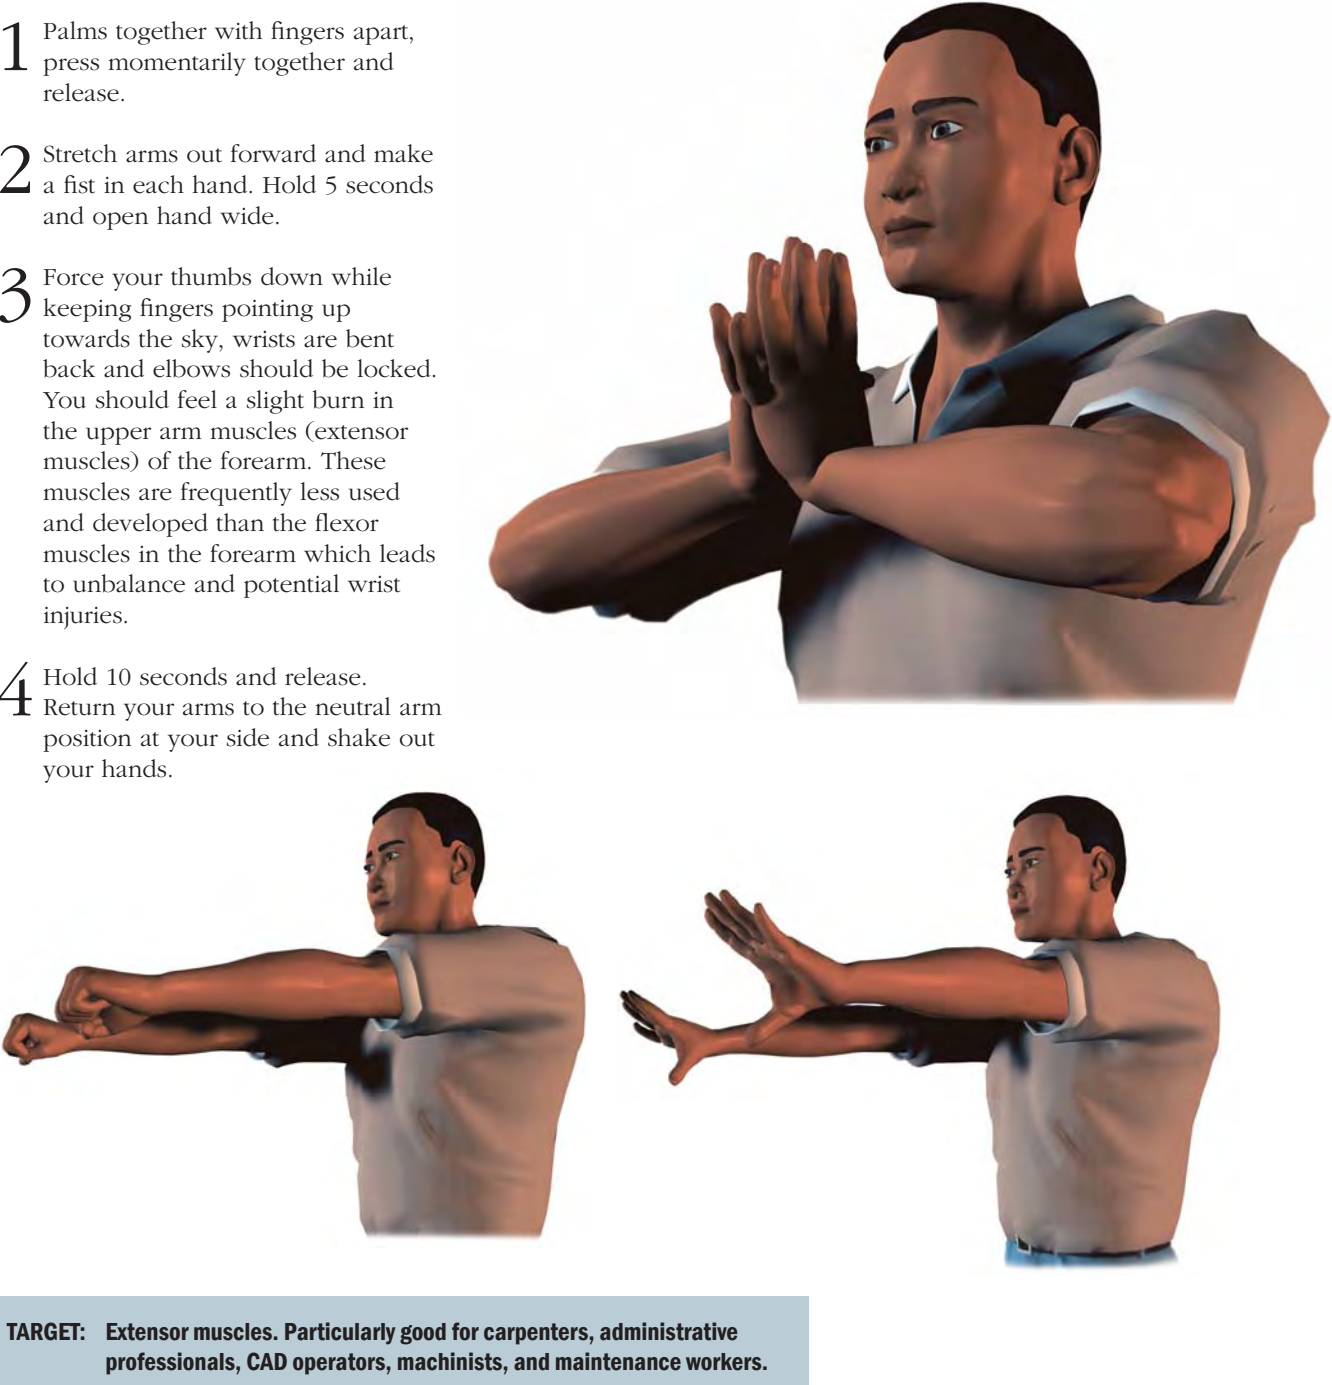 1 Palms together with fingers apart,
press momentarily together and
release.
2 Stretch arms out forward and make
a fist in each hand. Hold 5 seconds
and open hand wide.
3 Force your thumbs down while
keeping fingers pointing up
towards the sky, wrists are bent
back and elbows should be locked.
You should feel a slight burn in
the upper arm muscles (extensor
muscles) of the forearm. These
muscles are frequently less used
and developed than the flexor
muscles in the forearm which leads
to unbalance and potential wrist
injuries.
4 Hold 10 seconds and release.
Return your arms to the neutral arm
position at your side and shake out
your hands.
TARGET: Extensor muscles. Particularly good for carpenters, administrative
professionals, CAD operators, machinists, and maintenance workers.